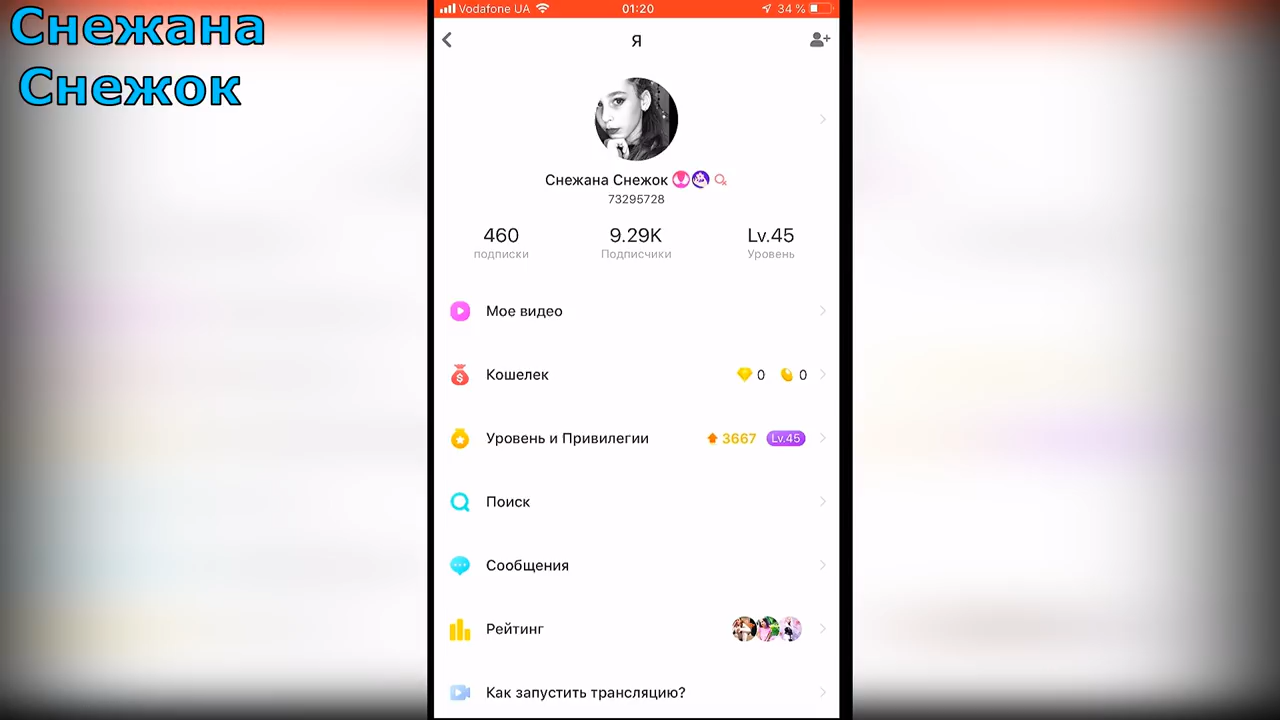 Снежана
Снежок
Vodafone UA 01:20 34 %
Я
Снежана Снежок
73295728
460 9.29K Lv.45
подписки Подписчики Уровень
Мое видео
Кошелек 0 0
Уровень и Привилегии 3667 Lv.45
Поиск
Сообщения
Рейтинг
Как запустить трансляцию?